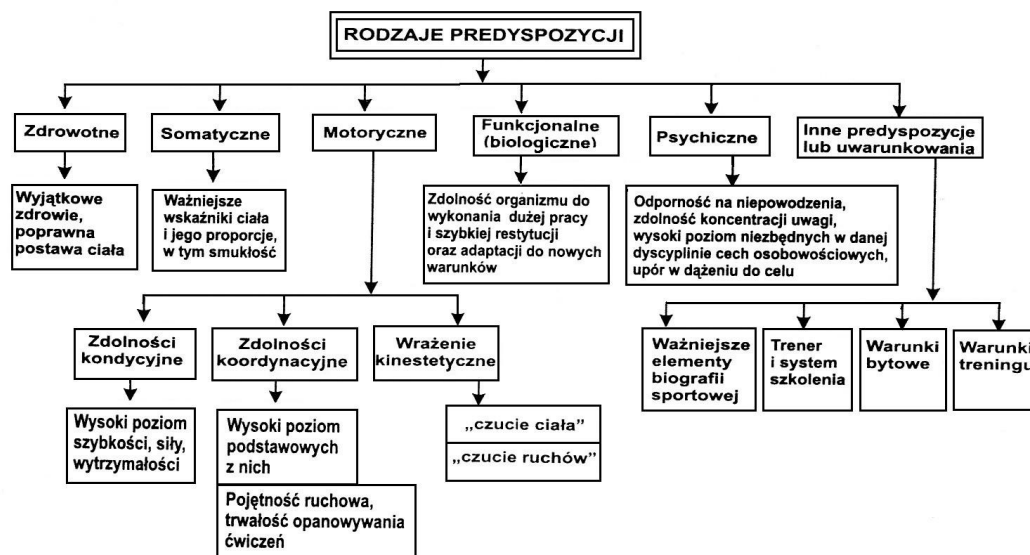 RODZAJE PREDYSPOZYCJI
Zdrowotne
Somatyczne
Motoryczne
Funkcjonalne
(biologiczne)
Psychiczne
Inne predyspozycje
lub uwarunkowania
Wyjątkowe
zdrowie,
poprawna
postawa ciała
Ważniejsze
wskaźniki ciała
i jego proporcje,
w tym smukłość
Zdolność organizmu do
wykonania dużej pracy
i szybkiej restytucji
oraz adaptacji do nowych
warunków
Odporność na niepowodzenia,
zdolność koncentracji uwagi,
wysoki poziom niezbędnych w danej
dyscyplinie cech osobowościowych,
upór w dążeniu do celu
Zdolności
kondycyjne
Zdolności
koordynacyjne
Wrażenie
kinestetyczne
Ważniejsze
elementy
biografii
sportowej
Trener
i system
szkolenia
Warunki
bytowe
Warunki
treningu
Wysoki poziom
szybkości, siły,
wytrzymałości
Wysoki poziom
podstawowych
z nich
Pojętność ruchowa,
trwałość opanowywania
ćwiczeń
„czucie ciała”
„czucie ruchów”